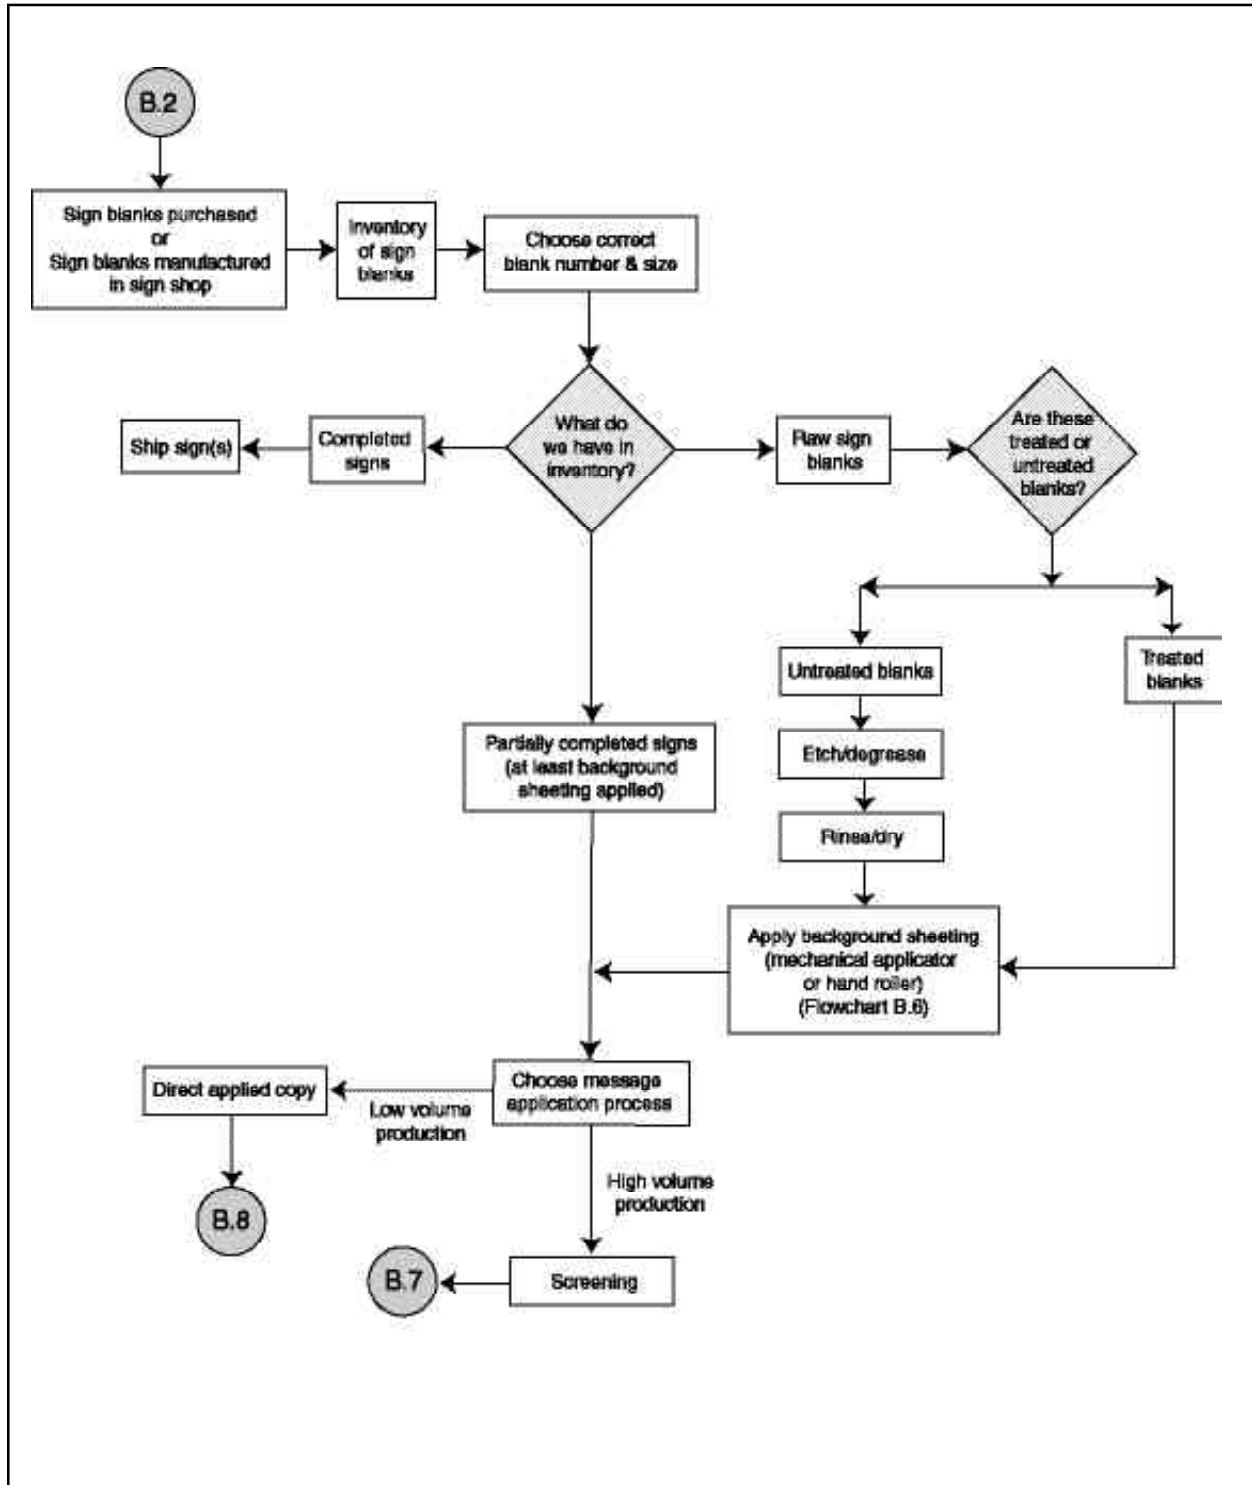 B.2
Sign blanks purchased
or
Sign blanks manufactured
in sign shop
Inventory
of sign
blanks
Choose correct
blank number & size
Ship sign(s)
Completed
signs
What do
we have in
inventory?
Raw sign
blanks
Are these
treated or
untreated
blanks?
Untreated blanks
Treated
blanks
Etch/degrease
Rinse/dry
Partially completed signs
(at least background
sheeting applied)
Apply background sheeting
(mechanical applicator
or hand roller)
(Flowchart B.6)
Direct applied copy
Low volume
production
Choose message
application process
High volume
production
B.8
B.7
Screening